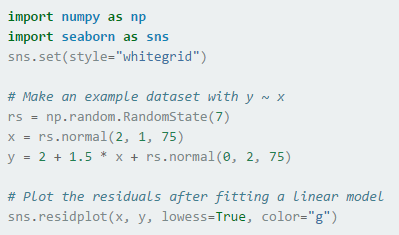 import numpy as np
import seaborn as sns
sns.set(style="whitegrid")
# Make an example dataset with y ~ x
rs = np.random.RandomState(7)
x = rs.normal(2, 1, 75)
y = 2 + 1.5 * x + rs.normal(0, 2, 75)
# Plot the residuals after fitting a linear model
sns.residplot(x, y, lowess=True, color="g")